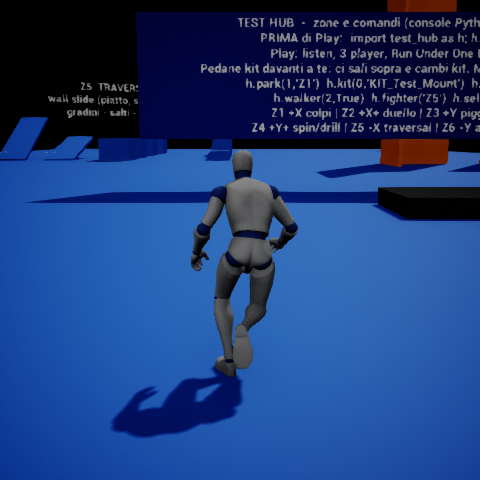 TEST HUB - zone e comandi (console Pyth
PRIMA di Play: import test_hub as h; h.
Play: listen, 3 player, Run Under One
Pedane kit davanti a te: ci sali sopra e cambi kit. M
h.park(1,'Z1') h.kit(0,'KIT_Test_Mount') h.
h.walker(2,True) h.fighter('Z5') h.sel
Z1 +X colpi | Z2 +X+ duello | Z3 +Y pigg
Z4 +Y+ spin/drill | Z5 -X traversal | Z6 -Y a
Z5 TRAVERS
wall slide (piatto, s
gradini - salti -